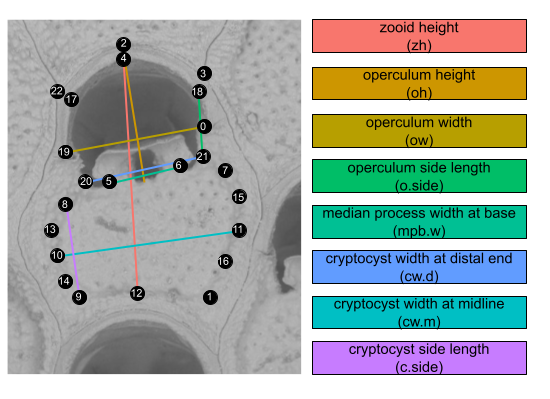 2
4
3
22
17
18
0
19
21
6
7
20
5
15
8
13
11
10
16
14
9
12
1
zooid height
(zh)
operculum height
(oh)
operculum width
(ow)
operculum side length
(o.side)
median process width at base
(mpb.w)
cryptocyst width at distal end
(cw.d)
cryptocyst width at midline
(cw.m)
cryptocyst side length
(c.side)